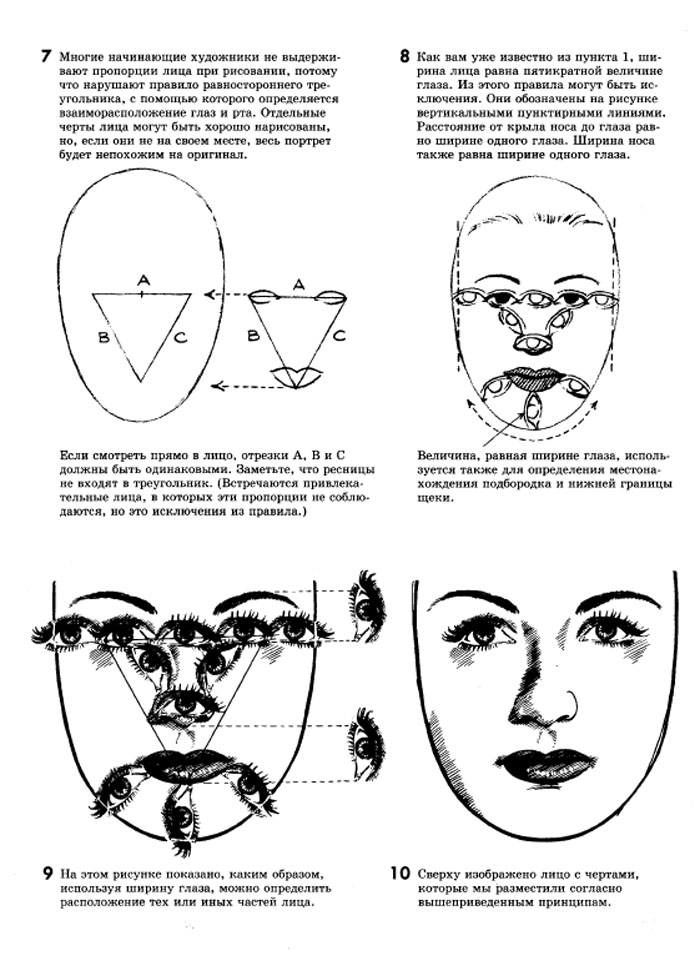 7 Многие начинающие художники не выдержи-
вают пропорции лица при рисовании, потому
что нарушают правило равностороннего тре-
угольника, с помощью которого определяется
взаиморасположение глаз и рта. Отдельные
черты лица могут быть хорошо нарисованы,
но, если они не на своем месте, весь портрет
будет непохожим на оригинал.
8 Как вам уже известно из пункта 1, ши-
рина лица равна пятикратной величине
глаза. Из этого правила могут быть ис-
ключения. Они обозначены на рисунке
вертикальными пунктирными линиями.
Расстояние от крыла носа до глаза рав-
но ширине одного глаза. Ширина носа
также равна ширине одного глаза.
A
B C
A
B C
Если смотреть прямо в лицо, отрезки А, В и С
должны быть одинаковыми. Заметьте, что ресницы
не входят в треугольник. (Встречаются привлека-
тельные лица, в которых эти пропорции не соблю-
даются, но это исключения из правила.)
Величина, равная ширине глаза, исполь-
зуется также для определения местона-
хождения подбородка и нижней границы
щеки.
9 На этом рисунке показано, каким образом,
используя ширину глаза, можно определить
расположение тех или иных частей лица.
10 Сверху изображено лицо с чертами,
которые мы разместили согласно
вышеприведенным принципам.